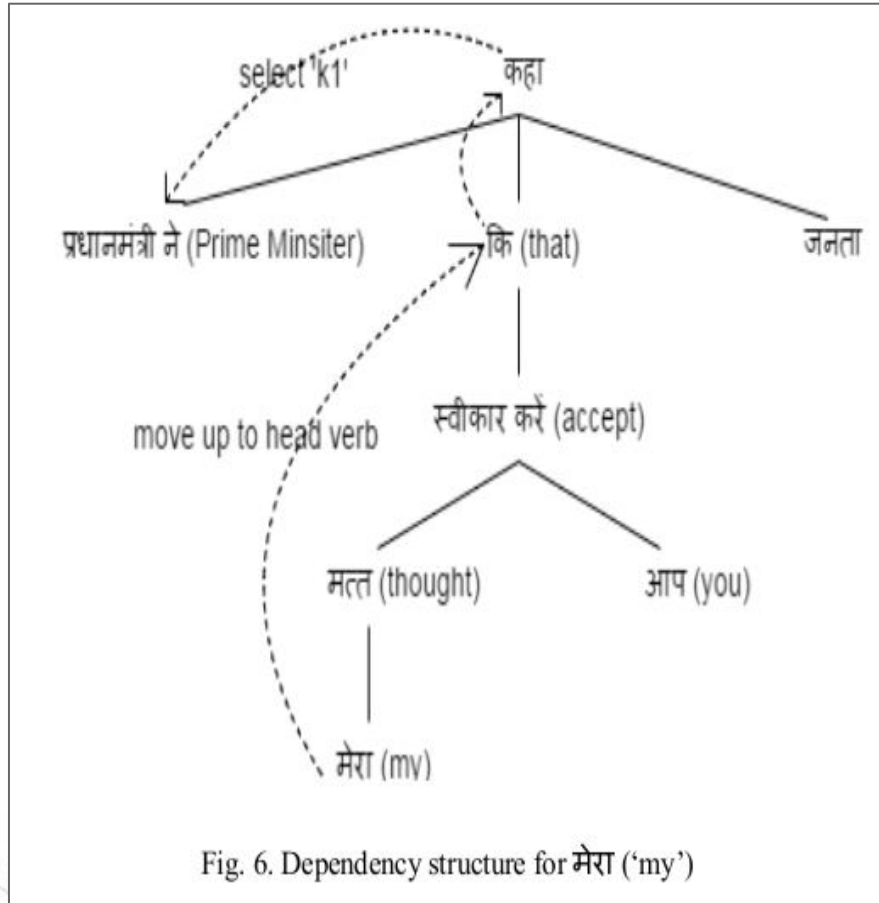 select 'k1'
कहा
प्रधानमंत्री ने (Prime Minsiter)
कि (that)
जनता
स्वीकार करें (accept)
move up to head verb
मत्त (thought)
आप (you)
मेरा (my)
Fig. 6. Dependency structure for मेरा (‘my’)